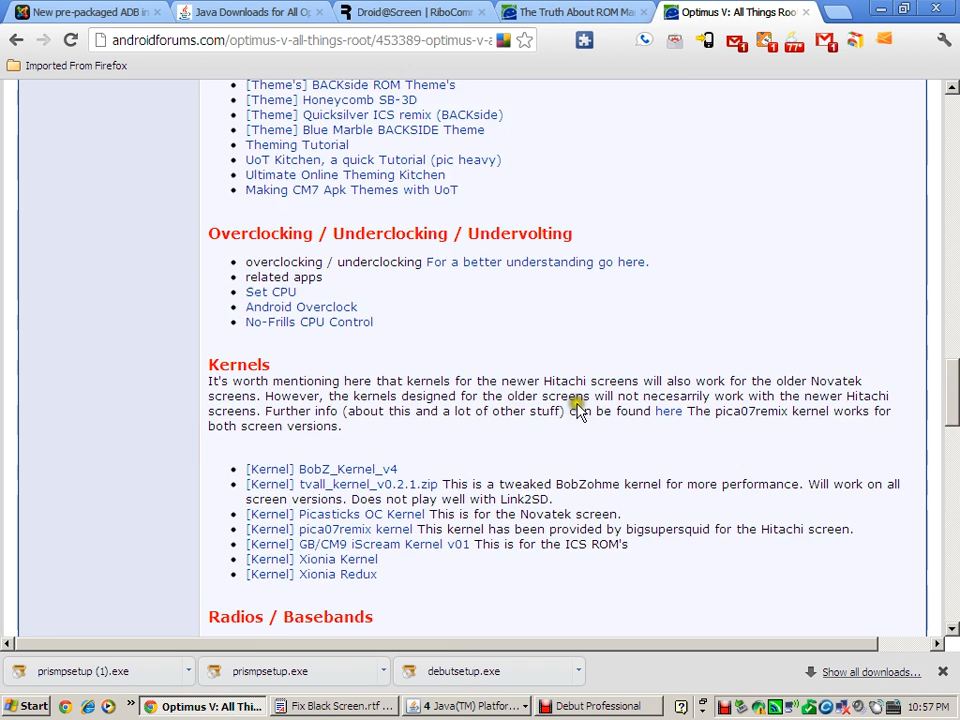 New pre-packaged ADB in
Java Downloads for All O
Droid@Screen | RiboCom
The Truth About ROM Ma
Optimus V: All Things Roo
androidforums.com/optimus-v-all-things-root/453389-optimus-v-a
77+
Imported From Firefox
[Theme's] BACKside ROM Theme's
[Theme] Honeycomb SB-3D
[Theme] Quicksilver ICS remix (BACKside)
[Theme] Blue Marble BACKSIDE Theme
Theming Tutorial
UoT Kitchen, a quick Tutorial (pic heavy)
Ultimate Online Theming Kitchen
Making CM7 Apk Themes with UoT
Overclocking / Underclocking / Undervolting
overclocking / underclocking For a better understanding go here.
related apps
Set CPU
Android Overclock
No-Frills CPU Control
Kernels
It's worth mentioning here that kernels for the newer Hitachi screens will also work for the older Novatek
screens. However, the kernels designed for the older screens will not necesarrily work with the newer Hitachi
screens. Further info (about this and a lot of other stuff) can be found here The pica07remix kernel works for
both screen versions.
[Kernel] BobZ_Kernel_v4
[Kernel] tvall_kernel_v0.2.1.zip This is a tweaked BobZohme kernel for more performance. Will work on all
screen versions. Does not play well with Link2SD.
[Kernel] Picasticks OC Kernel This is for the Novatek screen.
[Kernel] pica07remix kernel This kernel has been provided by bigsupersquid for the Hitachi screen.
[Kernel] GB/CM9 iScream Kernel v01 This is for the ICS ROM's
[Kernel] Xionia Kernel
[Kernel] Xionia Redux
Radios / Basebands
prismpsetup (1).exe
prismpsetup.exe
debutsetup.exe
Show all downloads...
Start
Optimus V: All Thi...
Fix Black Screen.rtf ...
4 Java(TM) Platfor...
Debut Professional
10:57 PM